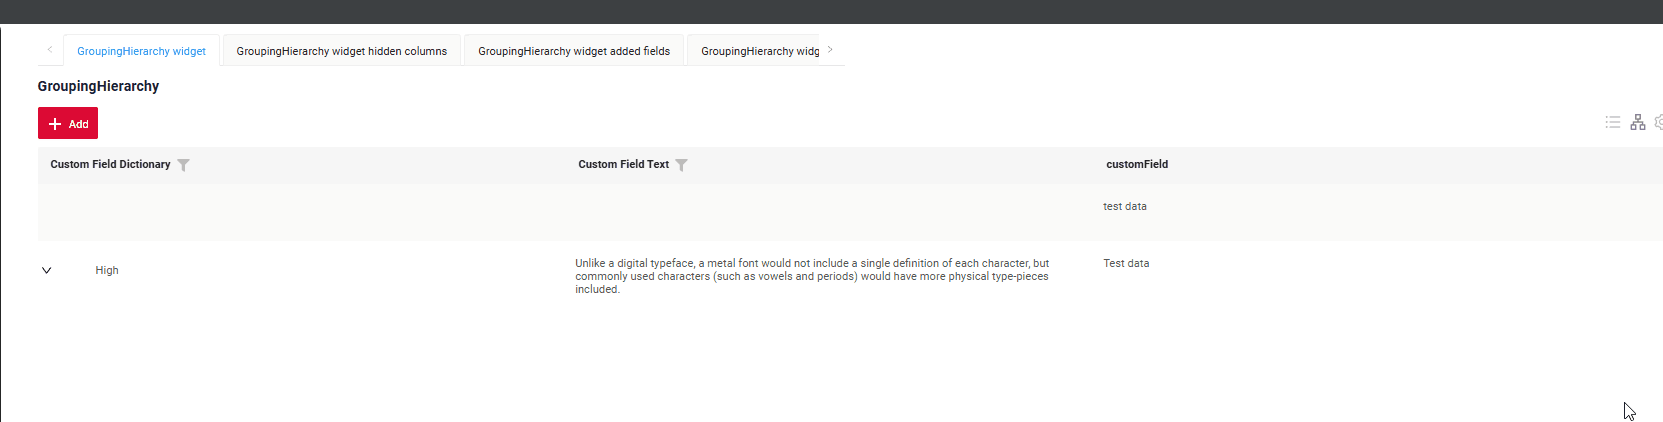 GroupingHierarchy widget GroupingHierarchy widget hidden columns GroupingHierarchy widget added fields GroupingHierarchy widg
GroupingHierarchy
Add
Custom Field Dictionary Custom Field Text customField
test data
High
Unlike a digital typeface, a metal font would not include a single definition of each character, but
commonly used characters (such as vowels and periods) would have more physical type-pieces
included.
Test data